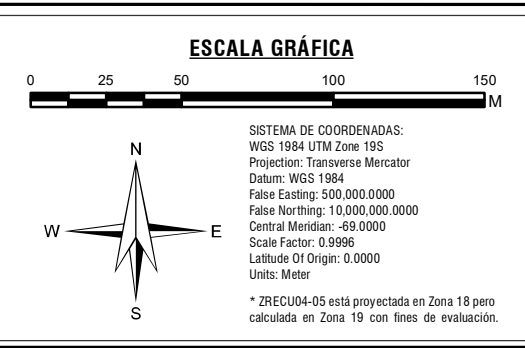 ESCALA GRÁFICA
0 25 50 100 150
M
SISTEMA DE COORDENADAS:
WGS 1984 UTM Zone 19S
Projection: Transverse Mercator
Datum: WGS 1984
False Easting: 500,000.0000
False Northing: 10,000,000.0000
Central Meridian: -69.0000
Scale Factor: 0.9996
Latitude Of Origin: 0.0000
Units: Meter
* ZRECU04-05 está proyectada en Zona 18 pero
calculada en Zona 19 con fines de evaluación.
N
W E
S